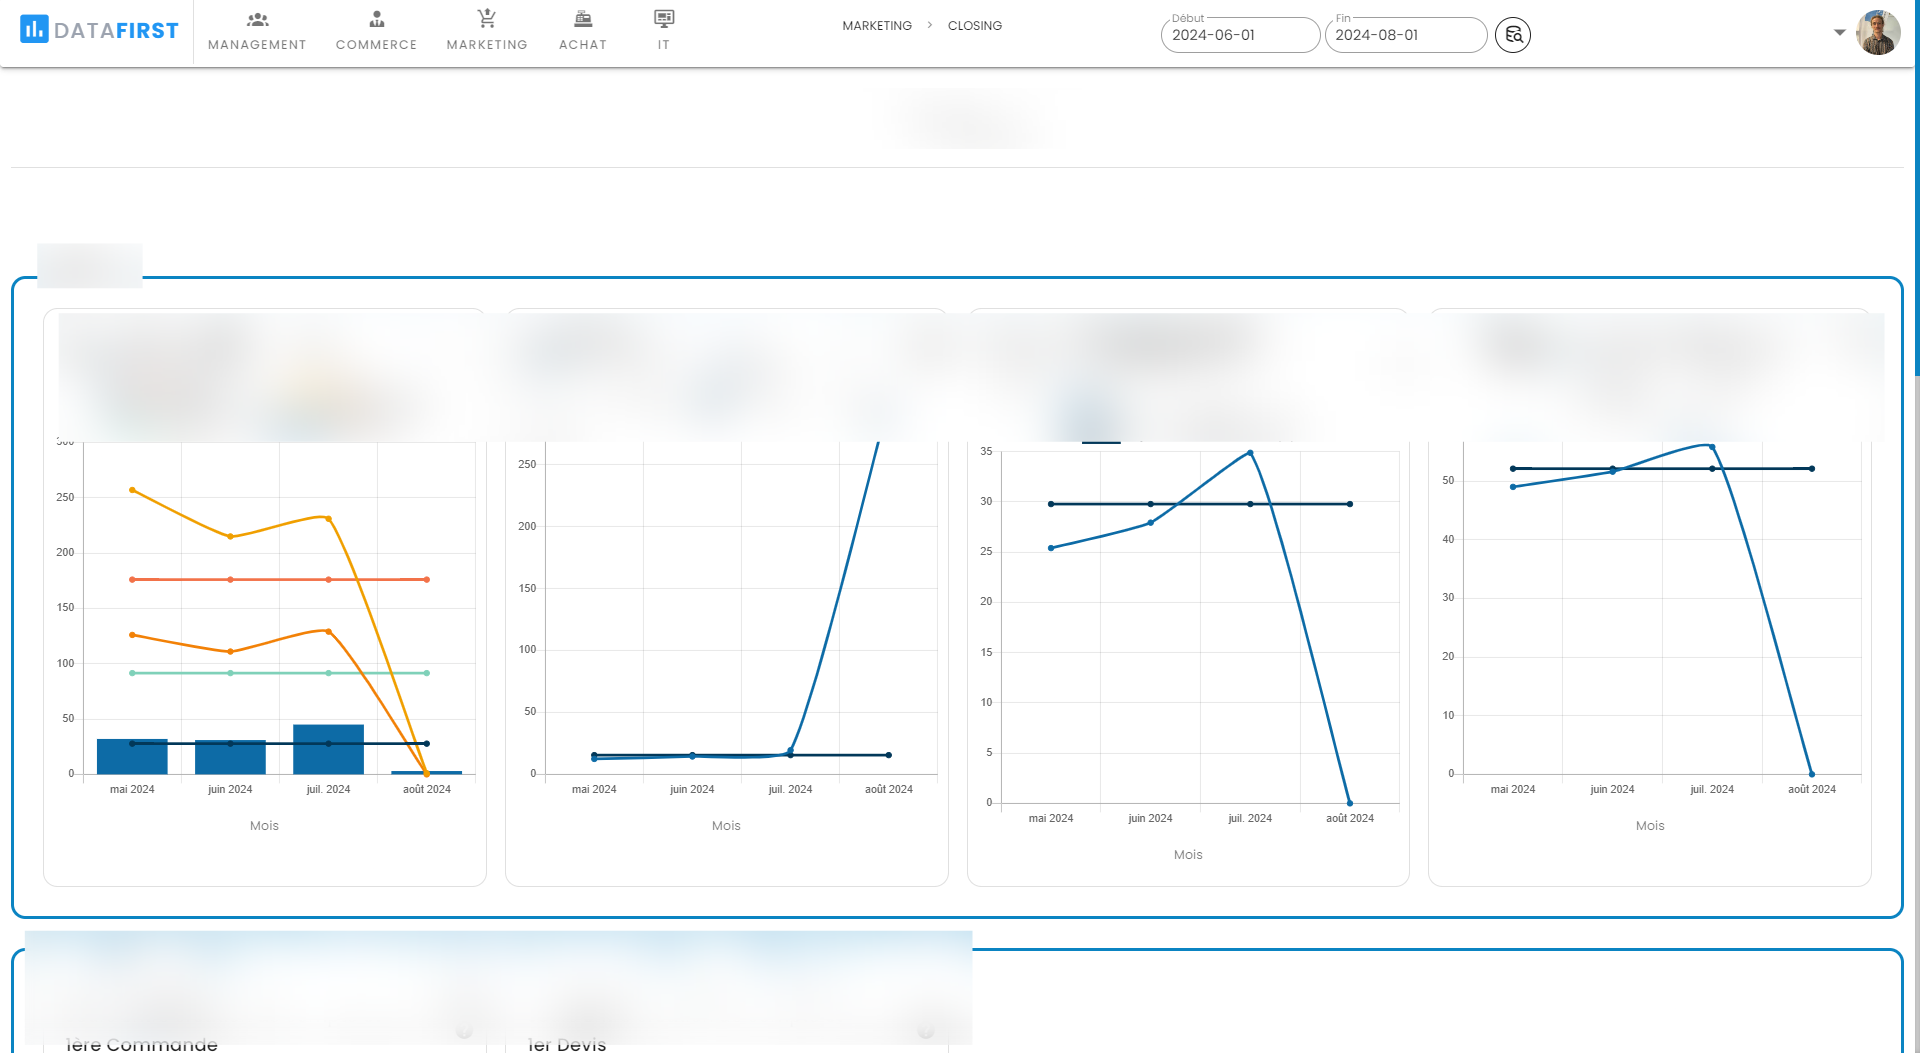 DATAFIRST
MANAGEMENT
COMMERCE
MARKETING
ACHAT
IT
MARKETING > CLOSING
Début
2024-06-01
Fin
2024-08-01
300
250
200
150
100
50
0
mai 2024 juin 2024 juil. 2024 août 2024
Mois
250
200
150
100
50
0
mai 2024 juin 2024 juil. 2024 août 2024
Mois
35
30
25
20
15
10
5
0
mai 2024 juin 2024 juil. 2024 août 2024
Mois
50
40
30
20
10
0
mai 2024 juin 2024 juil. 2024 août 2024
Mois
1ère Commande
1er Devis